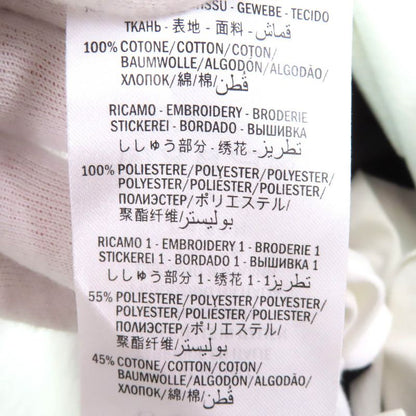 TISSU - GEWEBE - TECIDO
ТКАНЬ - 表地 - 面料 - قماش
100% COTONE/COTTON/COTON/
BAUMWOLLE/ALGODÓN/ALGODÃO/
ХЛОПОК/綿/棉/قطن
RICAMO - EMBROIDERY - BRODERIE
STICKEREI - BORDADO - ВЫШИВКА
ししゅう部分 - 绣花 - تطريز
100% POLIESTERE/POLYESTER/POLYESTER/
POLYESTER/POLIÉSTER/POLIÉSTER/
ПОЛИЭСТЕР/ポリエステル/
聚酯纤维/بوليستر
RICAMO 1 - EMBROIDERY 1 - BRODERIE 1
STICKEREI 1 - BORDADO 1 - ВЫШИВКА 1
ししゅう部分 1 - 绣花 1 - تطريز 1
55% POLIESTERE/POLYESTER/POLYESTER/
POLYESTER/POLIÉSTER/POLIÉSTER/
ПОЛИЭСТЕР/ポリエステル/
聚酯纤维/بوليستر
45% COTONE/COTTON/COTON/
BAUMWOLLE/ALGODÓN/ALGODÃO/
ХЛОПОК/綿/棉/قطن